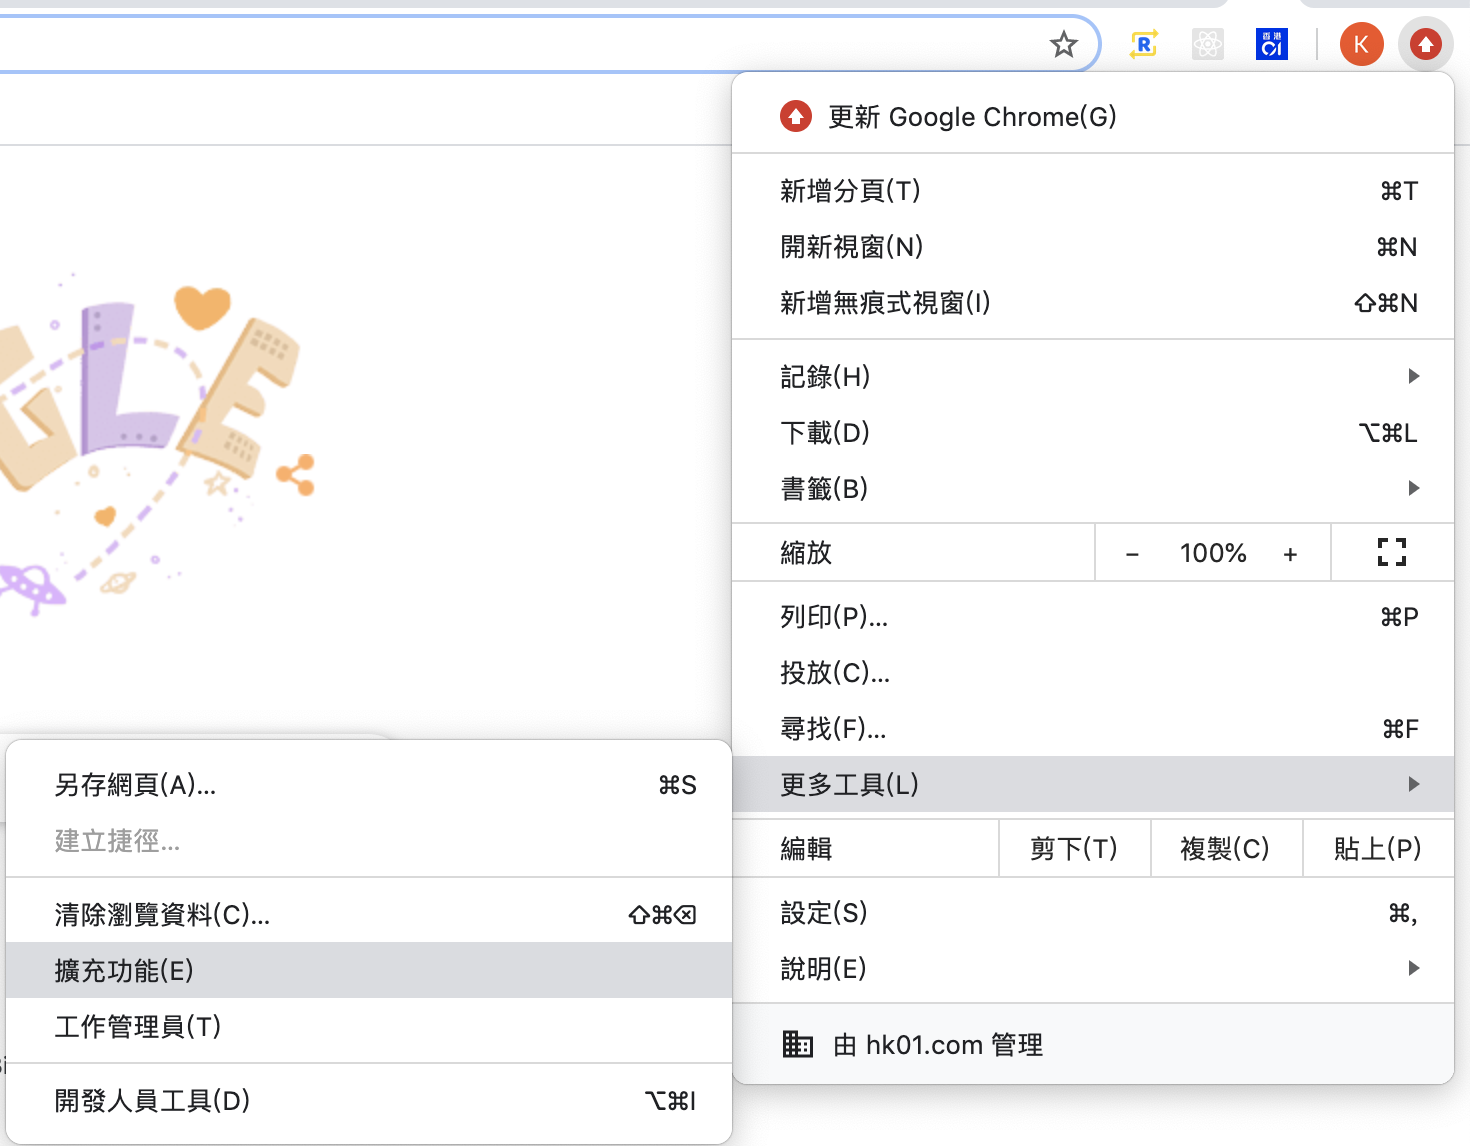 R
香港
01
K
更新 Google Chrome(G)
新增分頁(T) ⌘T
開新視窗(N) ⌘N
新增無痕式視窗(I) ⇧⌘N
記錄(H)
下載(D) ⌥⌘L
書籤(B)
縮放 − 100% +
列印(P)... ⌘P
投放(C)...
尋找(F)... ⌘F
更多工具(L)
編輯 剪下(T) 複製(C) 貼上(P)
設定(S) ⌘,
說明(E)
由 hk01.com 管理
GLE
另存網頁(A)... ⌘S
建立捷徑...
清除瀏覽資料(C)... ⇧⌘⌫
擴充功能(E)
工作管理員(T)
開發人員工具(D) ⌥⌘I